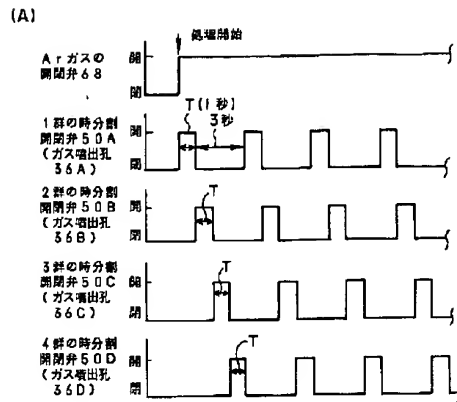 (A)
処理開始
Arガスの
開閉弁68
開
閉
T(1秒)
3秒
1群の時分割
開閉弁50A
(ガス噴出孔
36A)
開
閉
T
2群の時分割
開閉弁50B
(ガス噴出孔
36B)
開
閉
T
3群の時分割
開閉弁50C
(ガス噴出孔
36C)
開
閉
T
4群の時分割
開閉弁50D
(ガス噴出孔
36D)
開
閉